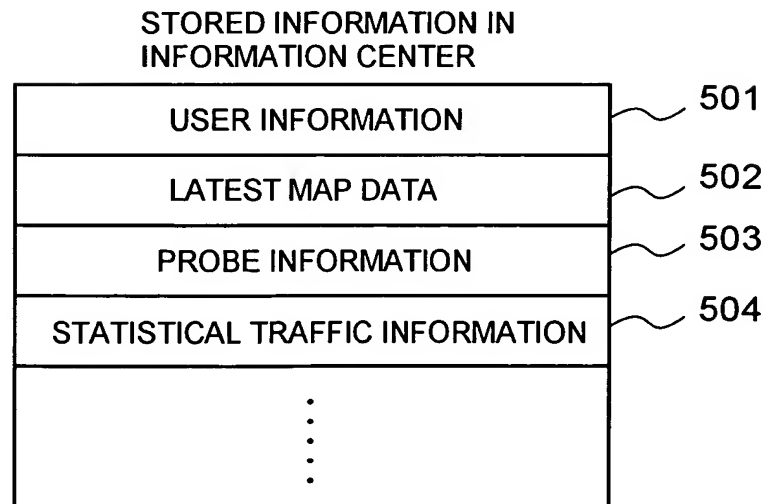 STORED INFORMATION IN
INFORMATION CENTER
USER INFORMATION 501
LATEST MAP DATA 502
PROBE INFORMATION 503
STATISTICAL TRAFFIC INFORMATION 504